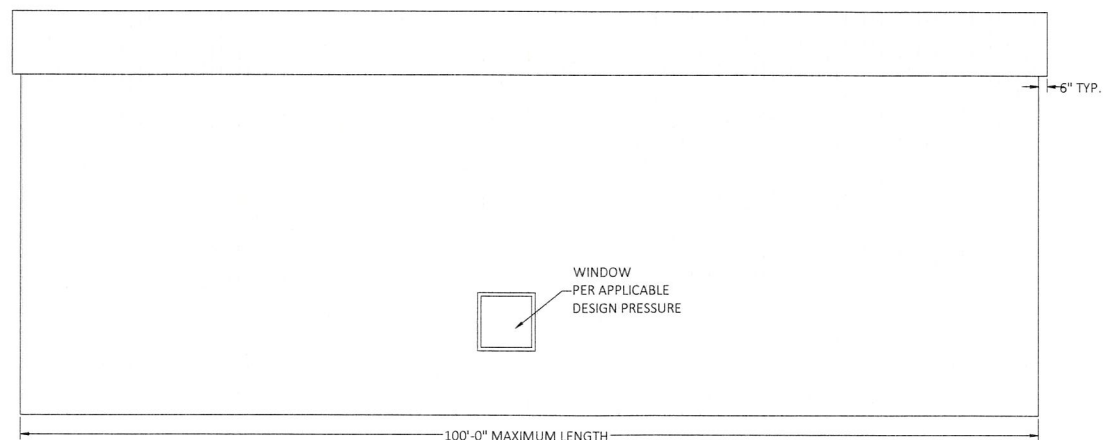 6" TYP.
WINDOW
PER APPLICABLE
DESIGN PRESSURE
100'-0" MAXIMUM LENGTH